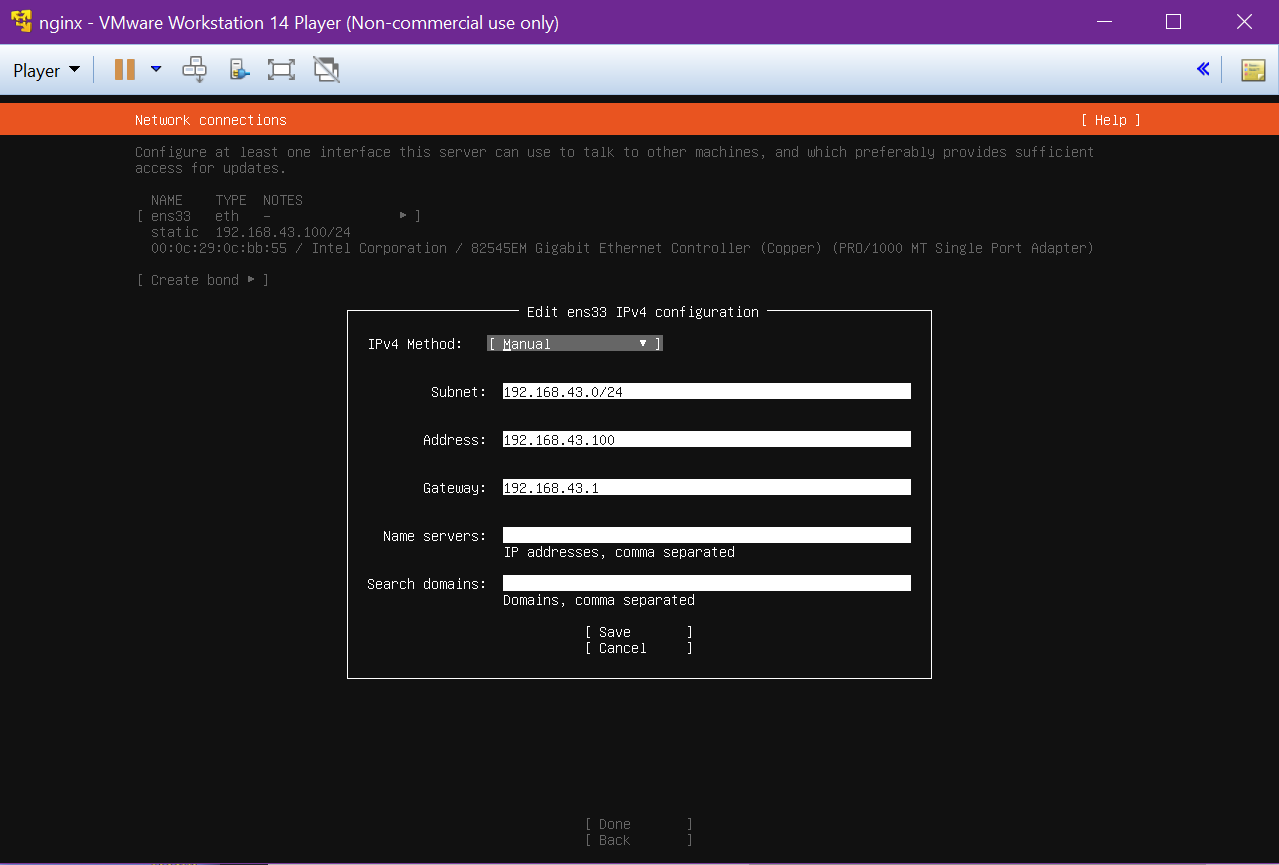 nginx - VMware Workstation 14 Player (Non-commercial use only)
Player
Network connections [ Help ]
Configure at least one interface this server can use to talk to other machines, and which preferably provides sufficient
access for updates.
NAME TYPE NOTES
[ ens33 eth – ▸ ]
static 192.168.43.100/24
00:0c:29:0c:bb:55 / Intel Corporation / 82545EM Gigabit Ethernet Controller (Copper) (PRO/1000 MT Single Port Adapter)
[ Create bond ▸ ]
Edit ens33 IPv4 configuration
IPv4 Method: [ Manual ▾ ]
Subnet: 192.168.43.0/24
Address: 192.168.43.100
Gateway: 192.168.43.1
Name servers:
IP addresses, comma separated
Search domains:
Domains, comma separated
[ Save ]
[ Cancel ]
[ Done ]
[ Back ]